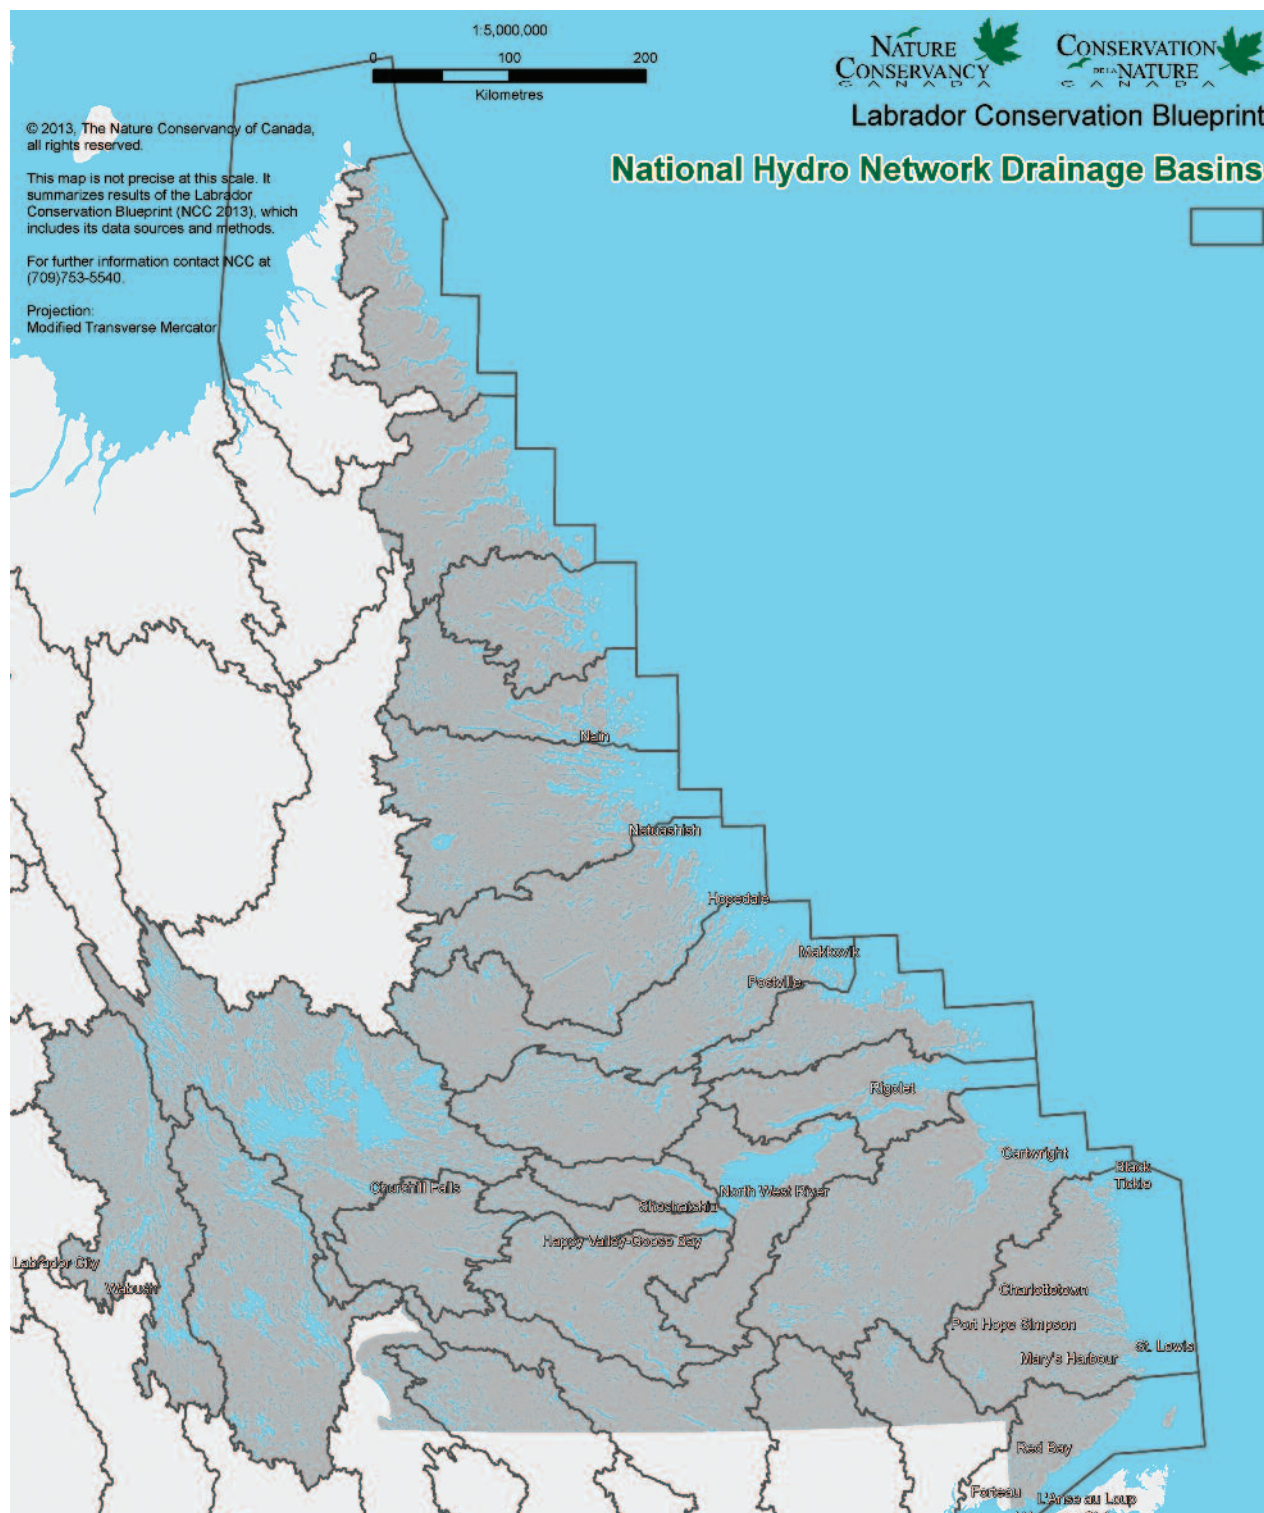 1:5,000,000
0 100 200
Kilometres
NATURE
CONSERVANCY
CANADA
CONSERVATION
DE LA NATURE
CANADA
Labrador Conservation Blueprint
National Hydro Network Drainage Basins
© 2013, The Nature Conservancy of Canada,
all rights reserved.
This map is not precise at this scale. It
summarizes results of the Labrador
Conservation Blueprint (NCC 2013), which
includes its data sources and methods.
For further information contact NCC at
(709)753-5540.
Projection:
Modified Transverse Mercator
Nain
Natuashish
Hopedale
Makkovik
Postville
Rigolet
Cartwright
Black
Tickle
Churchill Falls
North West River
Sheshatshiu
Happy Valley-Goose Bay
Labrador City
Wabush
Charlottetown
Port Hope Simpson
St. Lewis
Mary's Harbour
Red Bay
Forteau
L'Anse au Loup